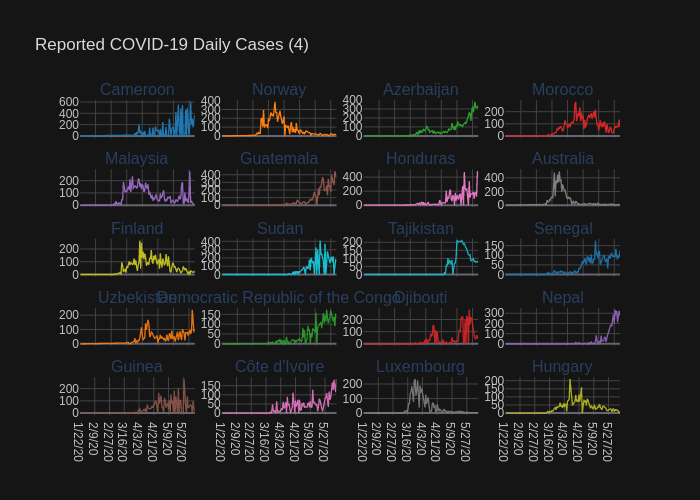 Reported COVID-19 Daily Cases (4)
Cameroon Norway Azerbaijan Morocco
600 400 200 0
400 300 200 100 0
400 300 200 100 0
200 100 0
Malaysia Guatemala Honduras Australia
200 100 0
400 300 200 100 0
400 200 0
400 200 0
Finland Sudan Tajikistan Senegal
200 100 0
400 300 200 100 0
200 150 100 50 0
150 100 50 0
Uzbekistan Democratic Republic of the Congo Djibouti Nepal
200 100 0
150 100 50 0
200 100 0
300 200 100 0
Guinea Côte d'Ivoire Luxembourg Hungary
200 100 0
150 100 50 0
200 100 0
200 150 100 50 0
1/22/20 2/9/20 2/27/20 3/16/20 4/3/20 4/21/20 5/9/20 5/27/20
1/22/20 2/9/20 2/27/20 3/16/20 4/3/20 4/21/20 5/9/20 5/27/20
1/22/20 2/9/20 2/27/20 3/16/20 4/3/20 4/21/20 5/9/20 5/27/20
1/22/20 2/9/20 2/27/20 3/16/20 4/3/20 4/21/20 5/9/20 5/27/20